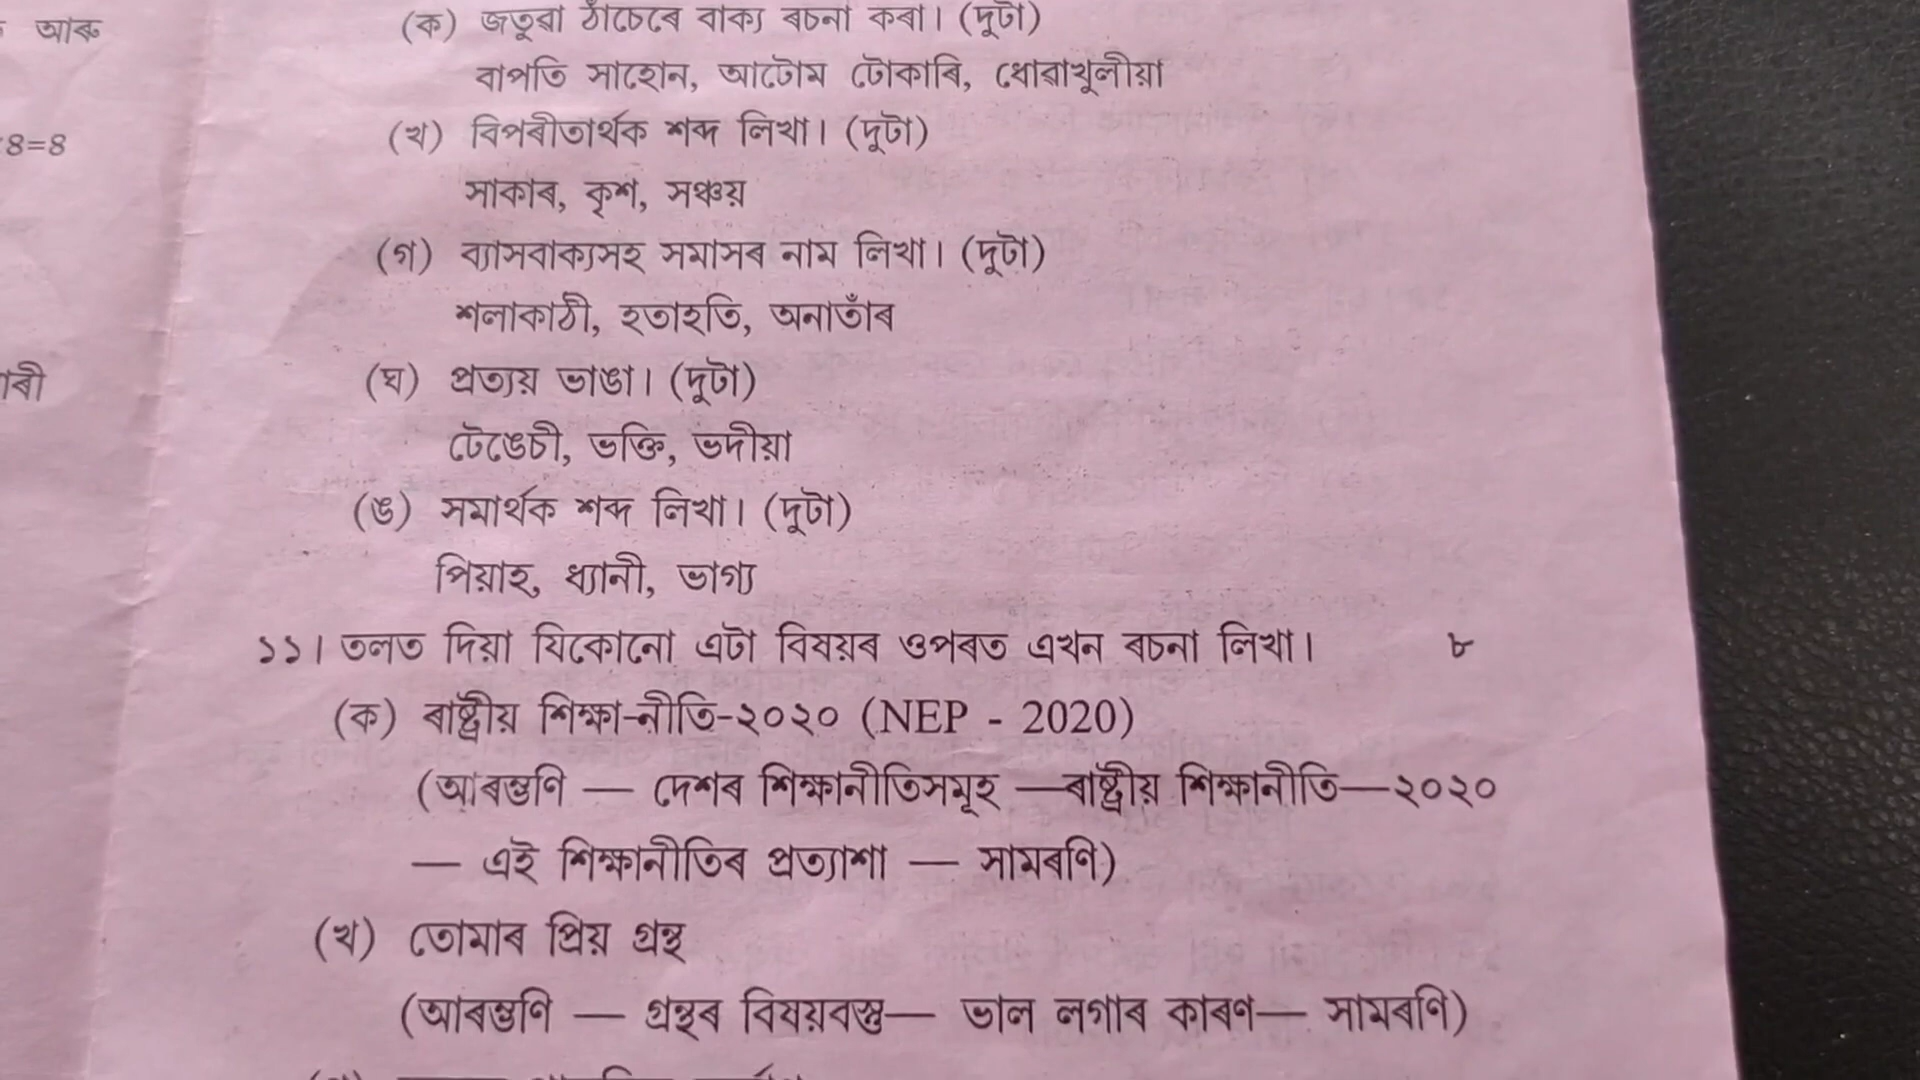 আৰু
(ক) জতুৱা ঠাঁচেৰে বাক্য ৰচনা কৰা। (দুটা)
বাপতি সাহোন, আটোম টোকাৰি, ধোৱাখুলীয়া
8=8
(খ) বিপৰীতাৰ্থক শব্দ লিখা। (দুটা)
সাকাৰ, কৃশ, সঞ্চয়
(গ) ব্যাসবাক্যসহ সমাসৰ নাম লিখা। (দুটা)
শলাকাঠী, হতাহতি, অনাতাঁৰ
(ঘ) প্ৰত্যয় ভাঙা। (দুটা)
টেঙেচী, ভক্তি, ভদীয়া
(ঙ) সমাৰ্থক শব্দ লিখা। (দুটা)
পিয়াহ, ধ্যানী, ভাগ্য
১১। তলত দিয়া যিকোনো এটা বিষয়ৰ ওপৰত এখন ৰচনা লিখা। ৮
(ক) ৰাষ্ট্ৰীয় শিক্ষা-নীতি-২০২০ (NEP - 2020)
(আৰম্ভণি — দেশৰ শিক্ষানীতিসমূহ —ৰাষ্ট্ৰীয় শিক্ষানীতি—২০২০
— এই শিক্ষানীতিৰ প্ৰত্যাশা — সামৰণি)
(খ) তোমাৰ প্ৰিয় গ্ৰন্থ
(আৰম্ভণি — গ্ৰন্থৰ বিষয়বস্তু— ভাল লগাৰ কাৰণ— সামৰণি)